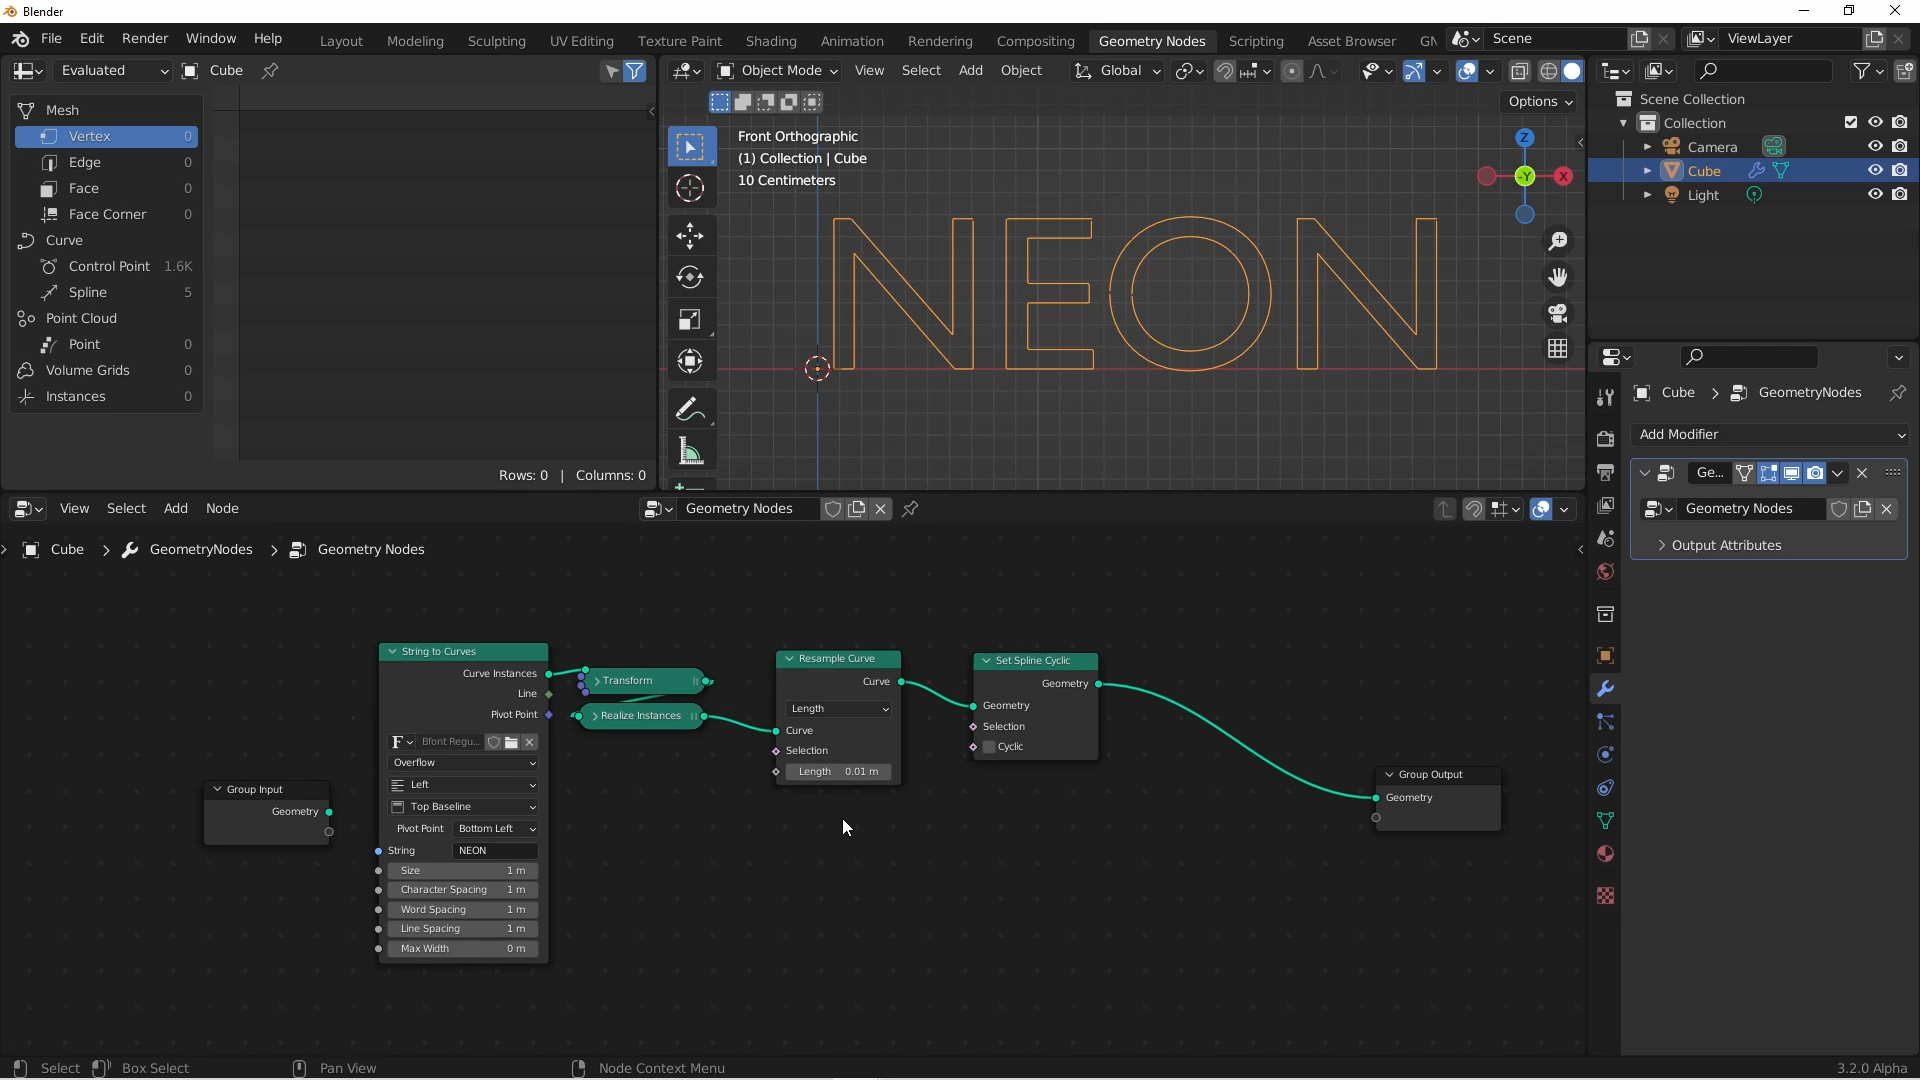 Blender
File Edit Render Window Help Layout Modeling Sculpting UV Editing Texture Paint Shading Animation Rendering Compositing Geometry Nodes Scripting Asset Browser GN Scene ViewLayer
Evaluated Cube
Object Mode View Select Add Object Global
Options
Mesh
Vertex 0
Edge 0
Face 0
Face Corner 0
Curve
Control Point 1.6K
Spline 5
Point Cloud
Point 0
Volume Grids 0
Instances 0
Rows: 0 | Columns: 0
Front Orthographic
(1) Collection | Cube
10 Centimeters
Z
-Y X
NEON
Scene Collection
Collection
Camera
Cube
Light
Cube > GeometryNodes
Add Modifier
Ge...
Geometry Nodes
Output Attributes
View Select Add Node Geometry Nodes
Cube > GeometryNodes > Geometry Nodes
Group Input
Geometry
String to Curves
Curve Instances
Line
Pivot Point
F Bfont Regu...
Overflow
Left
Top Baseline
Pivot Point Bottom Left
String NEON
Size 1 m
Character Spacing 1 m
Word Spacing 1 m
Line Spacing 1 m
Max Width 0 m
Transform
Realize Instances
Resample Curve
Curve
Length
Curve
Selection
Length 0.01 m
Set Spline Cyclic
Geometry
Geometry
Selection
Cyclic
Group Output
Geometry
Select Box Select Pan View Node Context Menu 3.2.0 Alpha